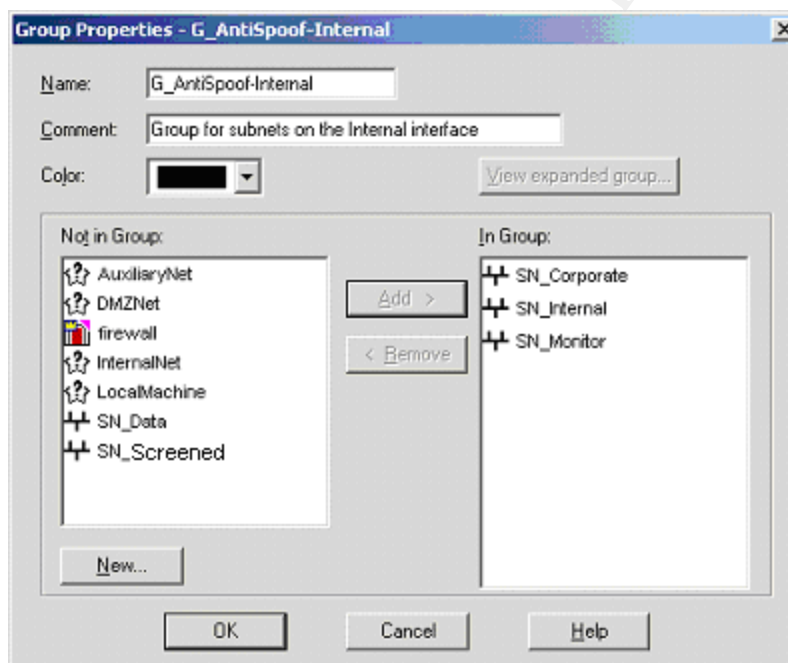 Group Properties - G_AntiSpoof-Internal
Name: G_AntiSpoof-Internal
Comment: Group for subnets on the Internal interface
Color:
View expanded group...
Not in Group:
AuxiliaryNet
DMZNet
firewall
InternalNet
LocalMachine
SN_Data
SN_Screened
New...
Add >
< Remove
In Group:
SN_Corporate
SN_Internal
SN_Monitor
OK
Cancel
Help